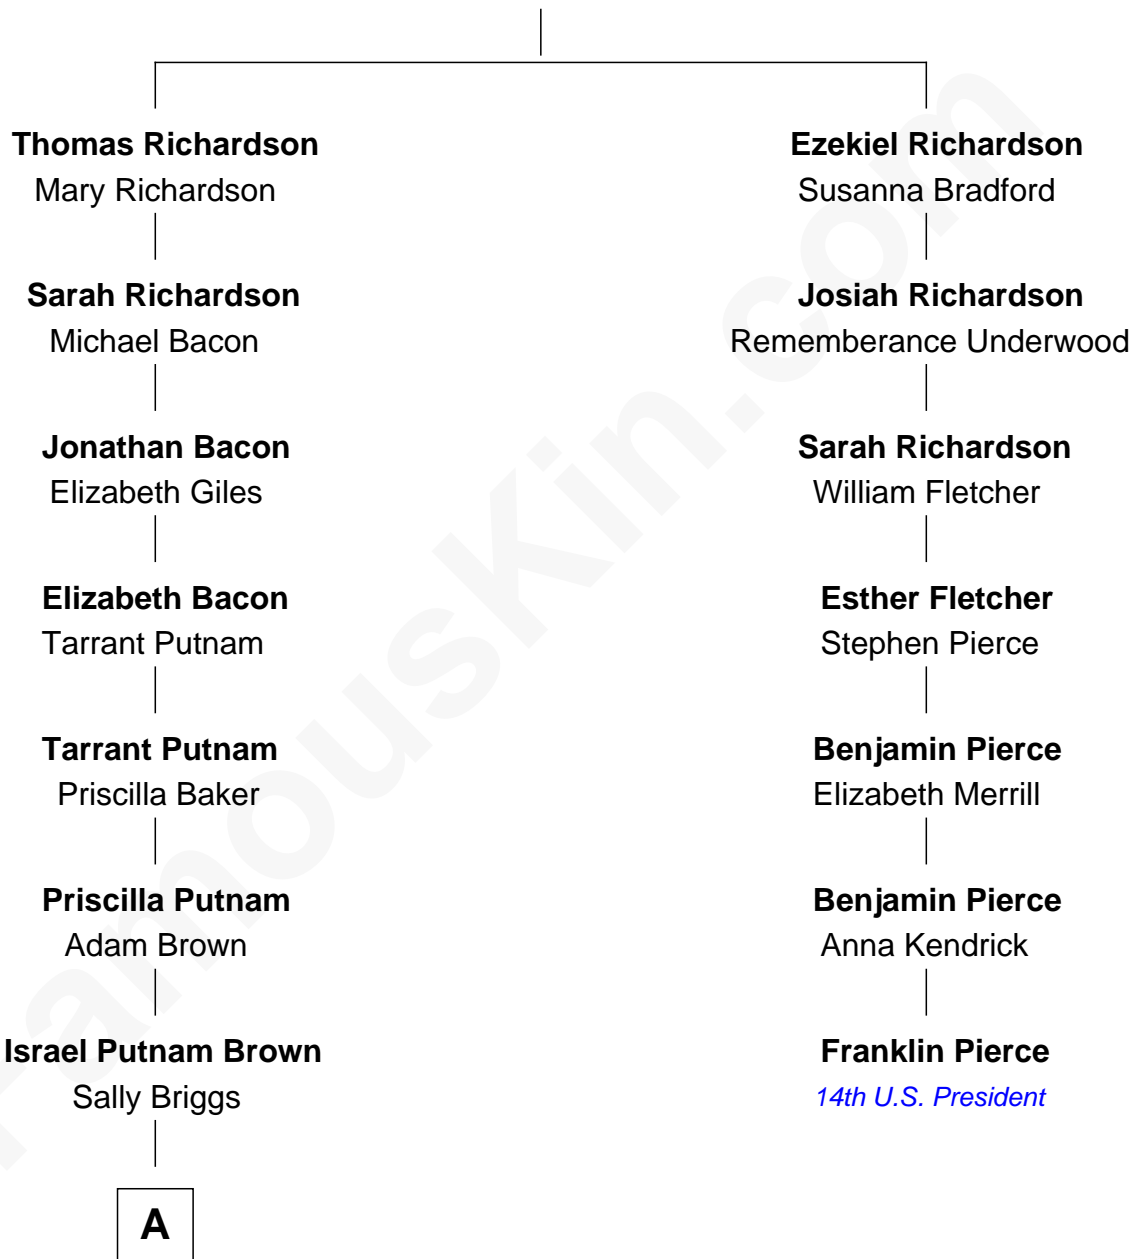 Thomas Richardson
Mary Richardson
Sarah Richardson
Michael Bacon
Jonathan Bacon
Elizabeth Giles
Elizabeth Bacon
Tarrant Putnam
Tarrant Putnam
Priscilla Baker
Priscilla Putnam
Adam Brown
Israel Putnam Brown
Sally Briggs
A
Ezekiel Richardson
Susanna Bradford
Josiah Richardson
Rememberance Underwood
Sarah Richardson
William Fletcher
Esther Fletcher
Stephen Pierce
Benjamin Pierce
Elizabeth Merrill
Benjamin Pierce
Anna Kendrick
Franklin Pierce
14th U.S. President
FamousKin.com